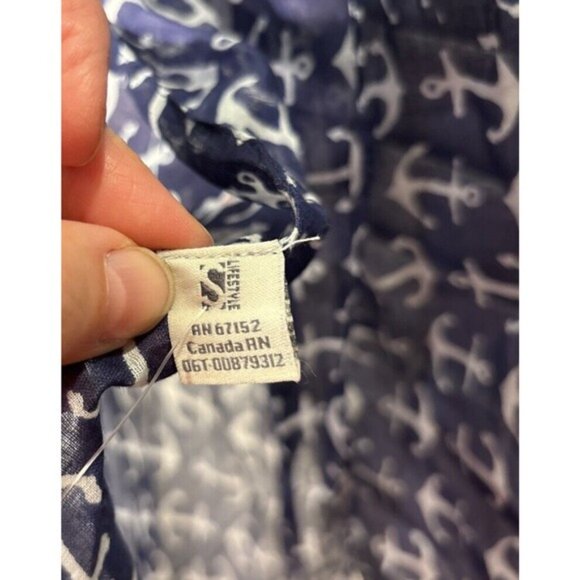 S
LIFESTYLE
RN 67152
Canada RN
06T-00879312